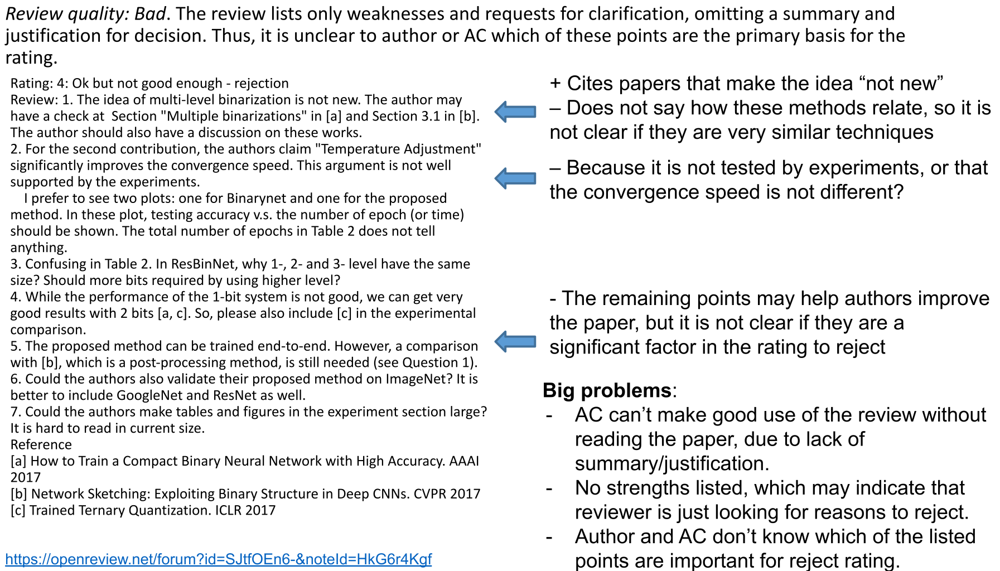 Review quality: Bad. The review lists only weaknesses and requests for clarification, omitting a summary and
justification for decision. Thus, it is unclear to author or AC which of these points are the primary basis for the
rating.
Rating: 4: Ok but not good enough - rejection
Review: 1. The idea of multi-level binarization is not new. The author may
have a check at  Section "Multiple binarizations" in [a] and Section 3.1 in [b].
The author should also have a discussion on these works.
2. For the second contribution, the authors claim "Temperature Adjustment"
significantly improves the convergence speed. This argument is not well
supported by the experiments.
I prefer to see two plots: one for Binarynet and one for the proposed
method. In these plot, testing accuracy v.s. the number of epoch (or time)
should be shown. The total number of epochs in Table 2 does not tell
anything.
3. Confusing in Table 2. In ResBinNet, why 1-, 2- and 3- level have the same
size? Should more bits required by using higher level?
4. While the performance of the 1-bit system is not good, we can get very
good results with 2 bits [a, c]. So, please also include [c] in the experimental
comparison.
5. The proposed method can be trained end-to-end. However, a comparison
with [b], which is a post-processing method, is still needed (see Question 1).
6. Could the authors also validate their proposed method on ImageNet? It is
better to include GoogleNet and ResNet as well.
7. Could the authors make tables and figures in the experiment section large?
It is hard to read in current size.
Reference
[a] How to Train a Compact Binary Neural Network with High Accuracy. AAAI
2017
[b] Network Sketching: Exploiting Binary Structure in Deep CNNs. CVPR 2017
[c] Trained Ternary Quantization. ICLR 2017
https://openreview.net/forum?id=SJtfOEn6-&noteId=HkG6r4Kgf
+ Cites papers that make the idea “not new”
– Does not say how these methods relate, so it is
not clear if they are very similar techniques
– Because it is not tested by experiments, or that
the convergence speed is not different?
- The remaining points may help authors improve
the paper, but it is not clear if they are a
significant factor in the rating to reject
Big problems:
- AC can’t make good use of the review without
reading the paper, due to lack of
summary/justification.
- No strengths listed, which may indicate that
reviewer is just looking for reasons to reject.
- Author and AC don’t know which of the listed
points are important for reject rating.